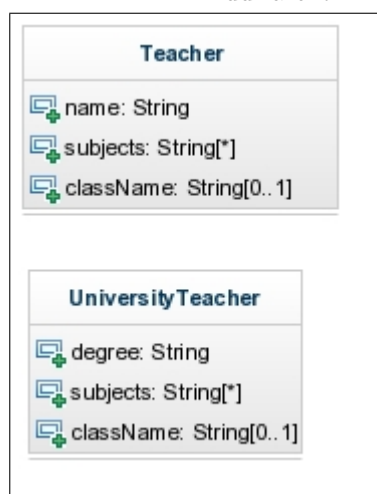 Teacher
name: String
subjects: String[*]
className: String[0..1]
UniversityTeacher
degree: String
subjects: String[*]
className: String[0..1]